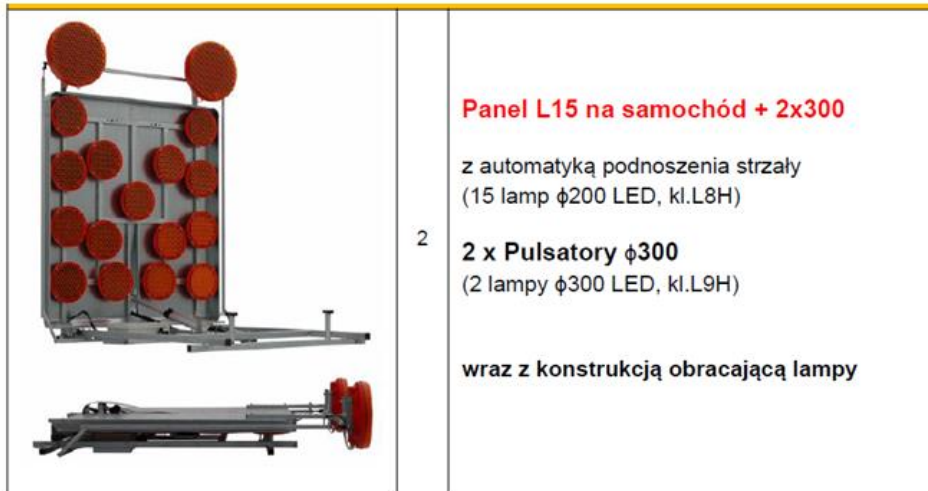 2
Panel L15 na samochód + 2x300
z automatyką podnoszenia strzały
(15 lamp ϕ200 LED, kl.L8H)
2 x Pulsatory ϕ300
(2 lampy ϕ300 LED, kl.L9H)
wraz z konstrukcją obracającą lampy